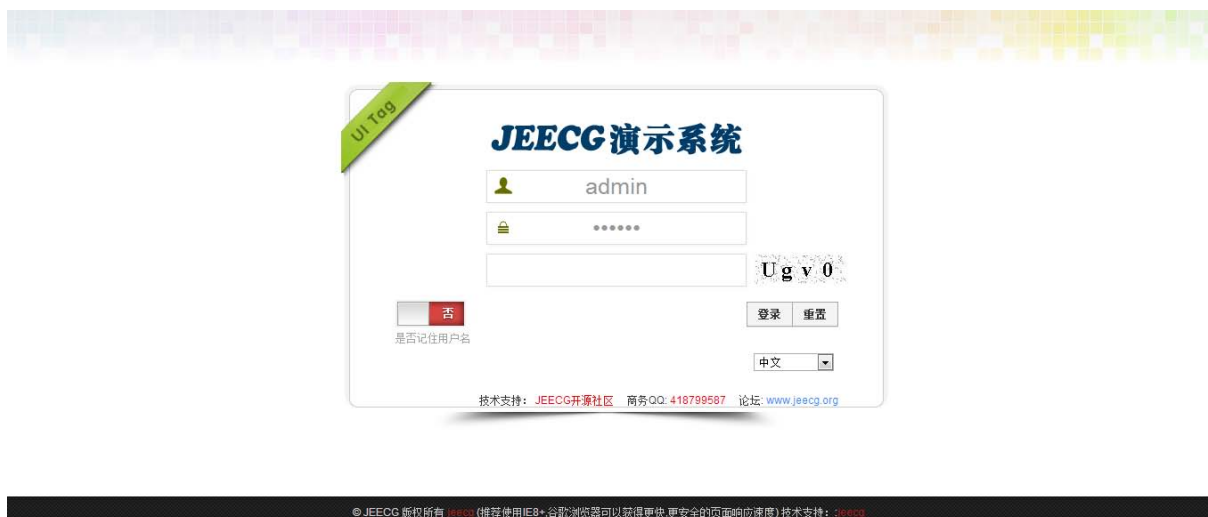 UI Tag
JEECG演示系统
admin
••••••
Ugv0
否
登录 重置
是否记住用户名
中文
技术支持: JEECG开源社区 商务QQ: 418799587 论坛: www.jeecg.org
© JEECG 版权所有 jeecg (推荐使用IE8+,谷歌浏览器可以获得更快,更安全的页面响应速度) 技术支持: :jeecg